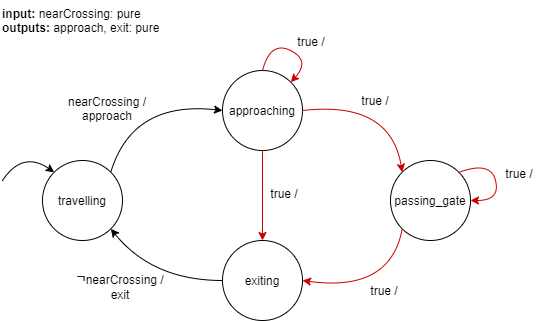 input: nearCrossing: pure
outputs: approach, exit: pure
true /
nearCrossing /
approach
approaching
true /
true /
travelling
passing_gate
true /
¬nearCrossing /
exit
exiting
true /